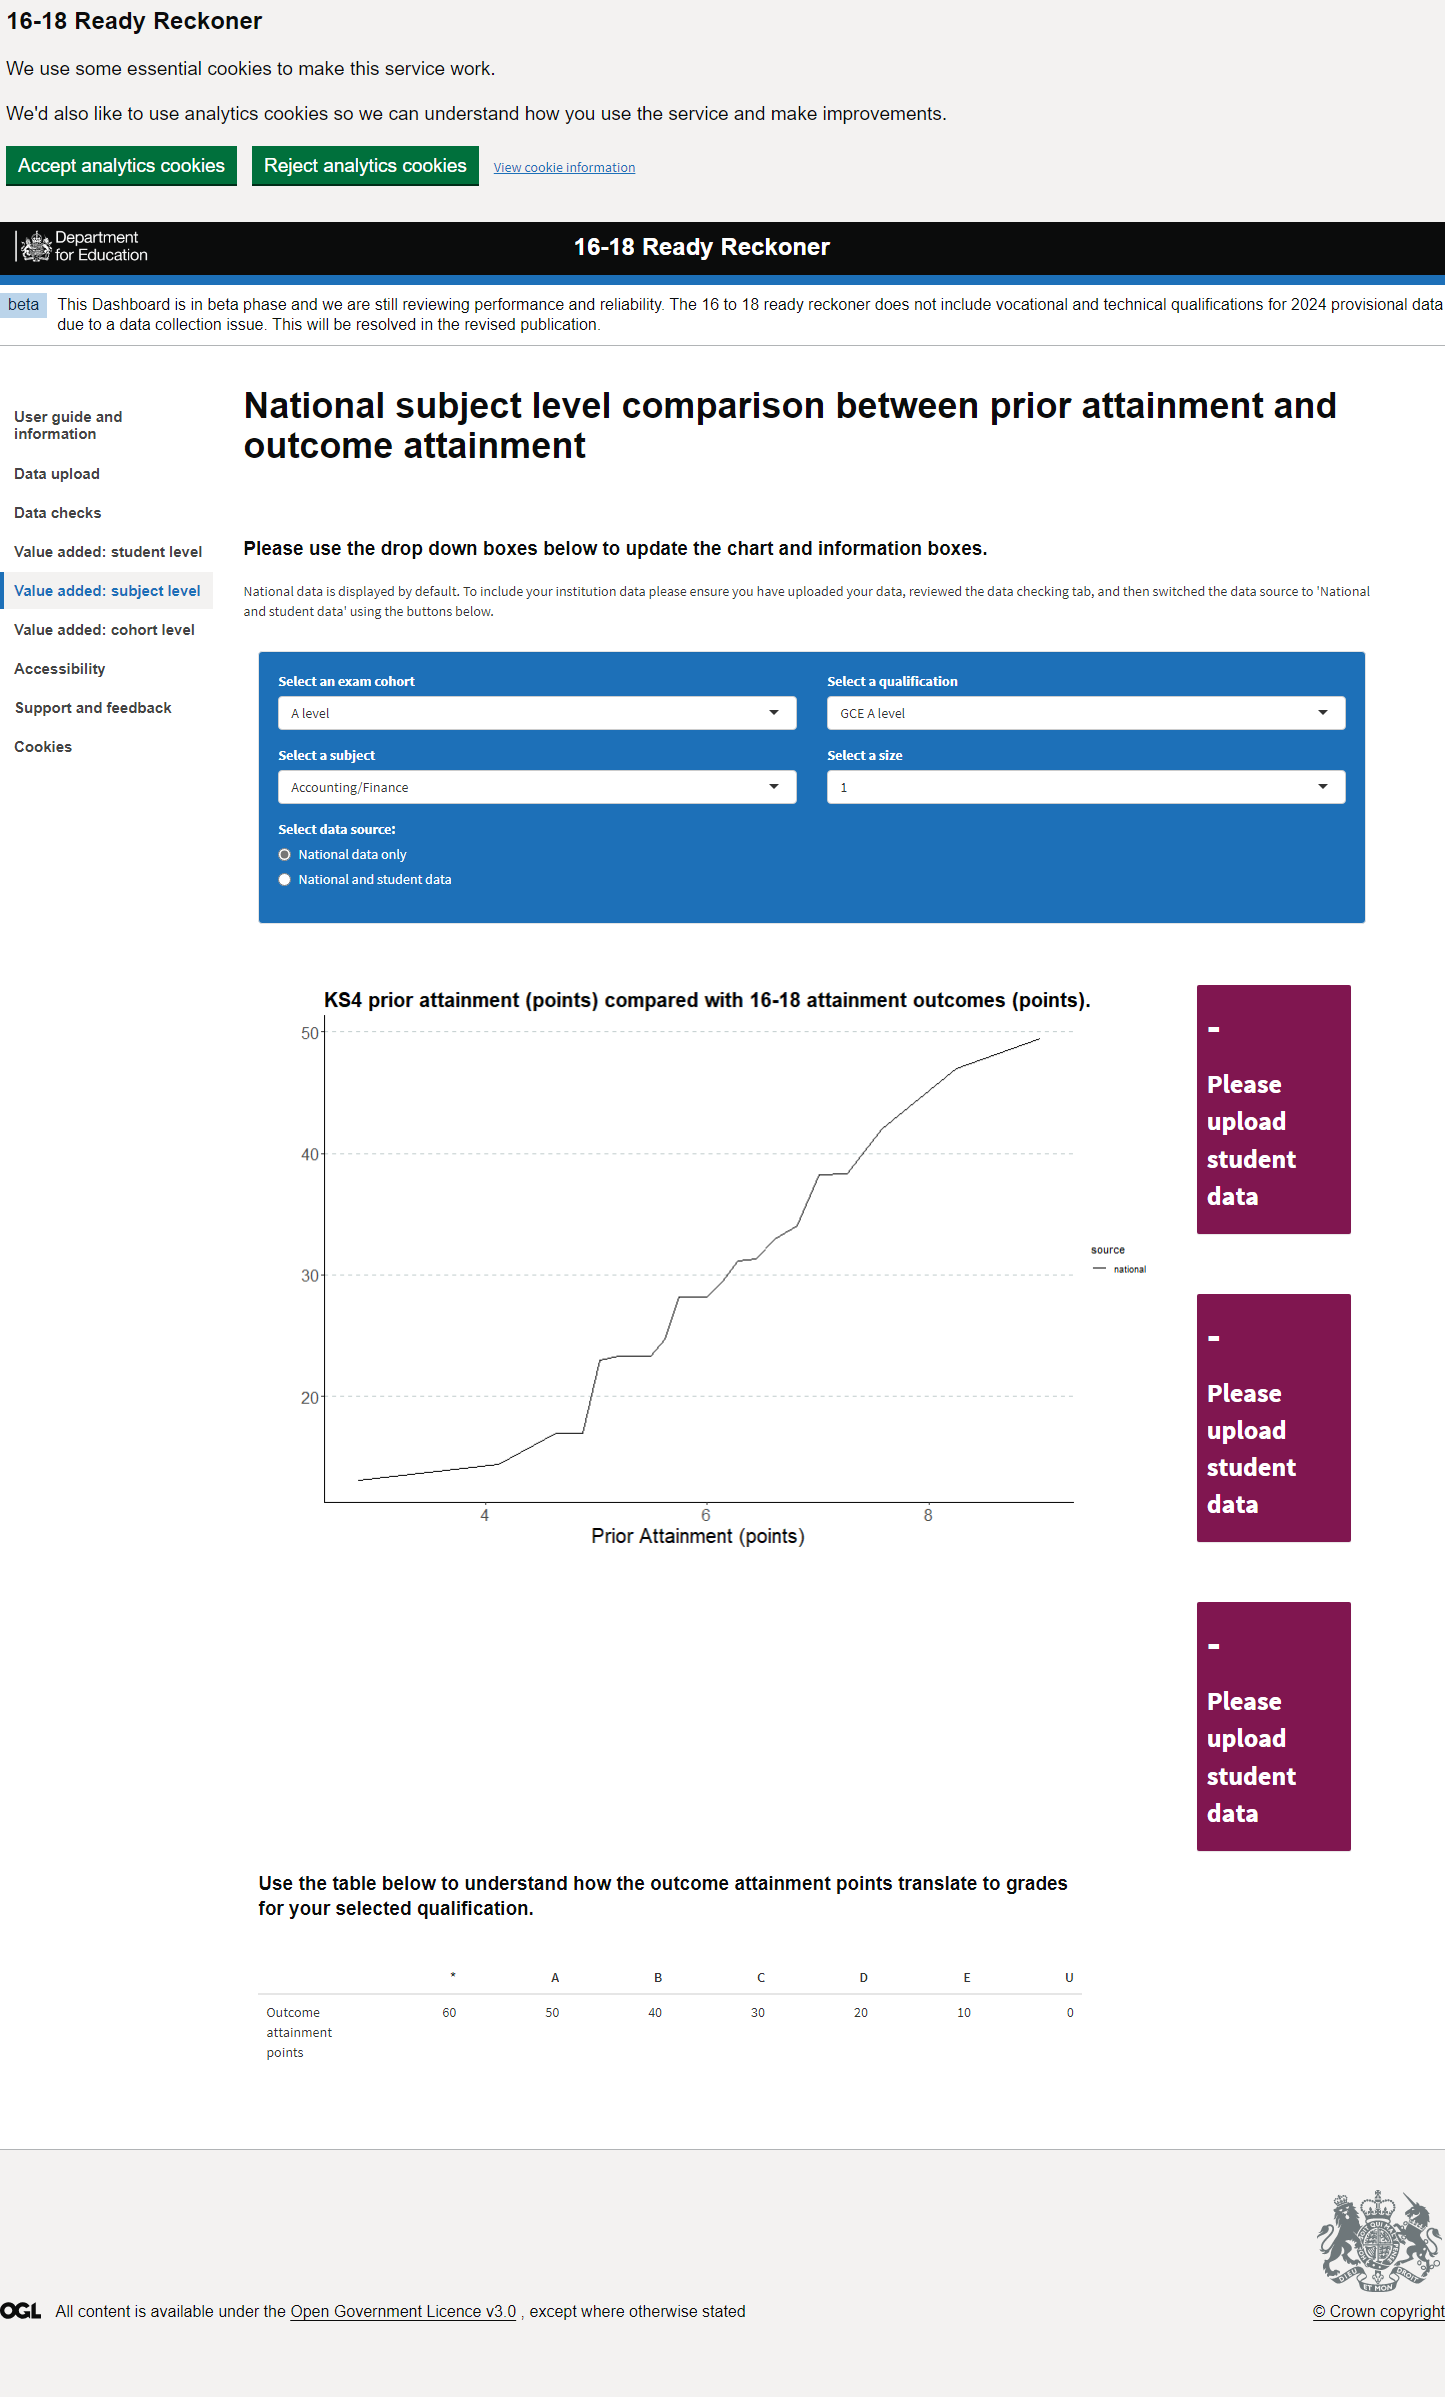 16-18 Ready Reckoner
We use some essential cookies to make this service work.
We'd also like to use analytics cookies so we can understand how you use the service and make improvements.
Accept analytics cookies Reject analytics cookies View cookie information
Department
for Education
16-18 Ready Reckoner
beta This Dashboard is in beta phase and we are still reviewing performance and reliability. The 16 to 18 ready reckoner does not include vocational and technical qualifications for 2024 provisional data
due to a data collection issue. This will be resolved in the revised publication.
User guide and
information
Data upload
Data checks
Value added: student level
Value added: subject level
Value added: cohort level
Accessibility
Support and feedback
Cookies
National subject level comparison between prior attainment and
outcome attainment
Please use the drop down boxes below to update the chart and information boxes.
National data is displayed by default. To include your institution data please ensure you have uploaded your data, reviewed the data checking tab, and then switched the data source to 'National
and student data' using the buttons below.
Select an exam cohort Select a qualification
A level GCE A level
Select a subject Select a size
Accounting/Finance 1
Select data source:
National data only
National and student data
KS4 prior attainment (points) compared with 16-18 attainment outcomes (points).
50
40
30
20
4 6 8
Prior Attainment (points)
source
national
-
Please
upload
student
data
-
Please
upload
student
data
-
Please
upload
student
data
Use the table below to understand how the outcome attainment points translate to grades
for your selected qualification.
* A B C D E U
Outcome 60 50 40 30 20 10 0
attainment
points
OGL All content is available under the Open Government Licence v3.0 , except where otherwise stated
© Crown copyright